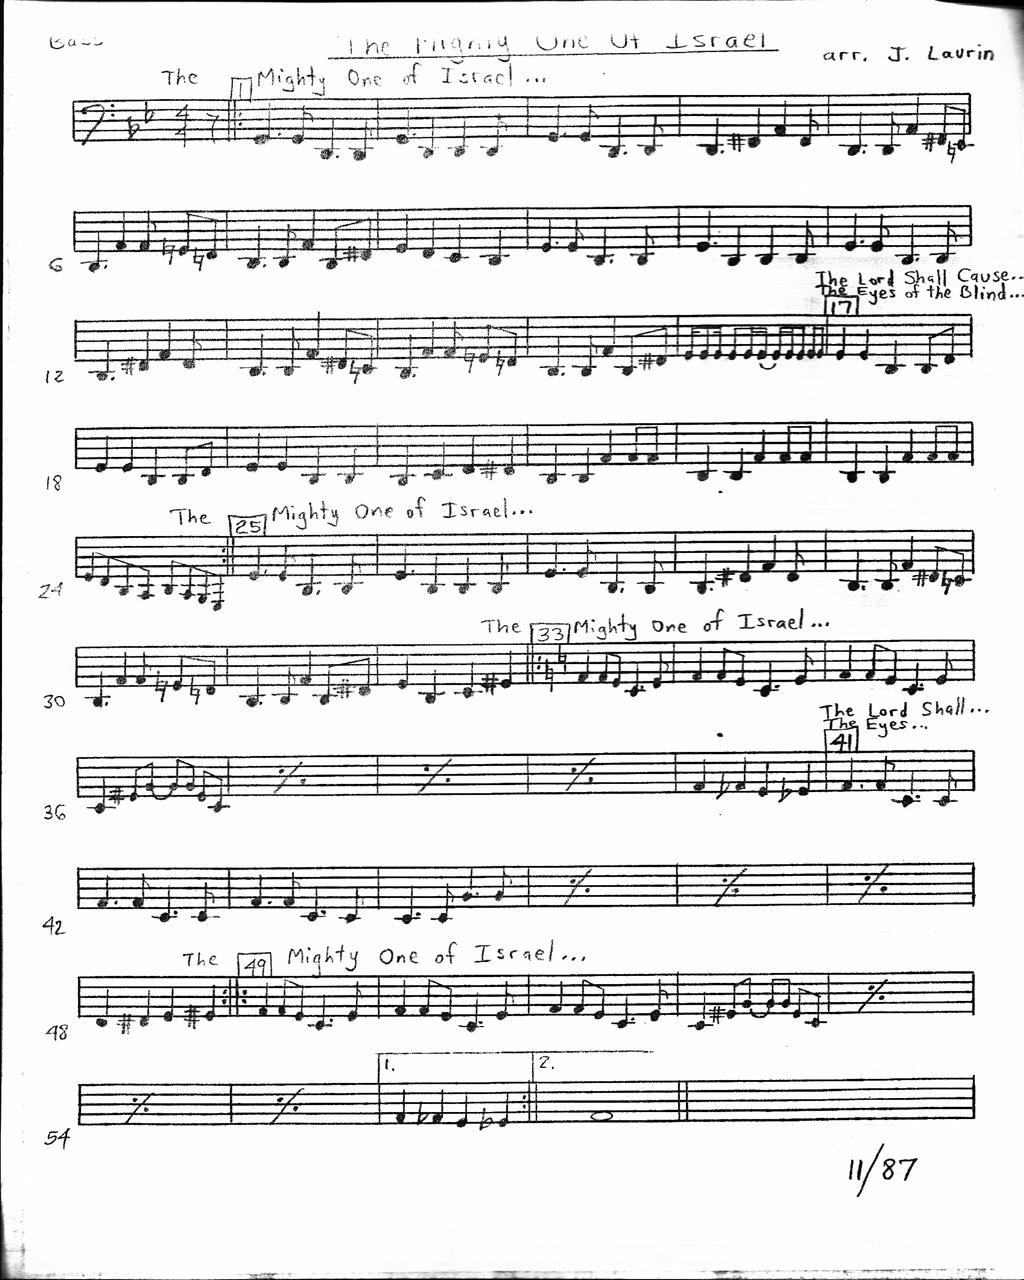 Bass
The Mighty One Of Israel
arr. J. Laurin
The 1 Mighty One of Israel...
4
4
6
The Lord Shall Cause...
The Eyes of the Blind...
17
12
18
The 25 Mighty One of Israel...
24
The 33 Mighty One of Israel...
30
The Lord Shall...
The Eyes...
41
36
42
The 49 Mighty One of Israel...
48
1. 2.
54
11/87